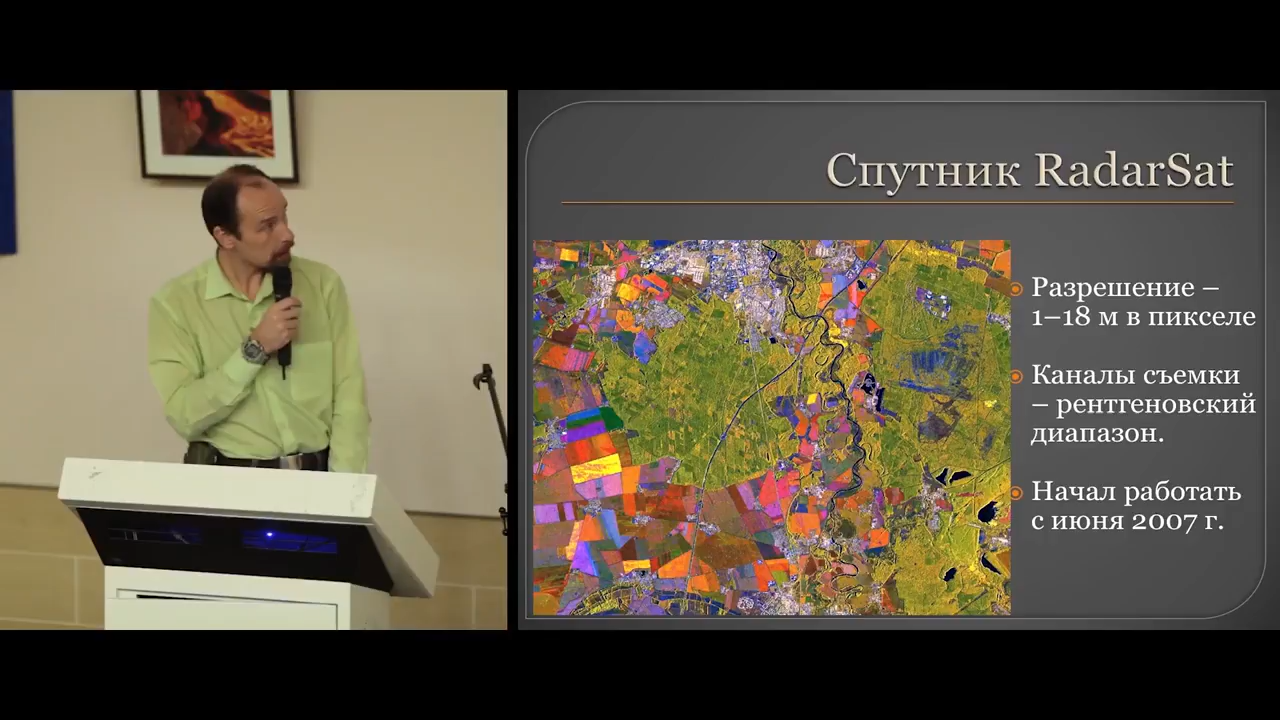 Спутник RadarSat
Разрешение –
1–18 м в пикселе
Каналы съемки
– рентгеновский
диапазон.
Начал работать
с июня 2007 г.